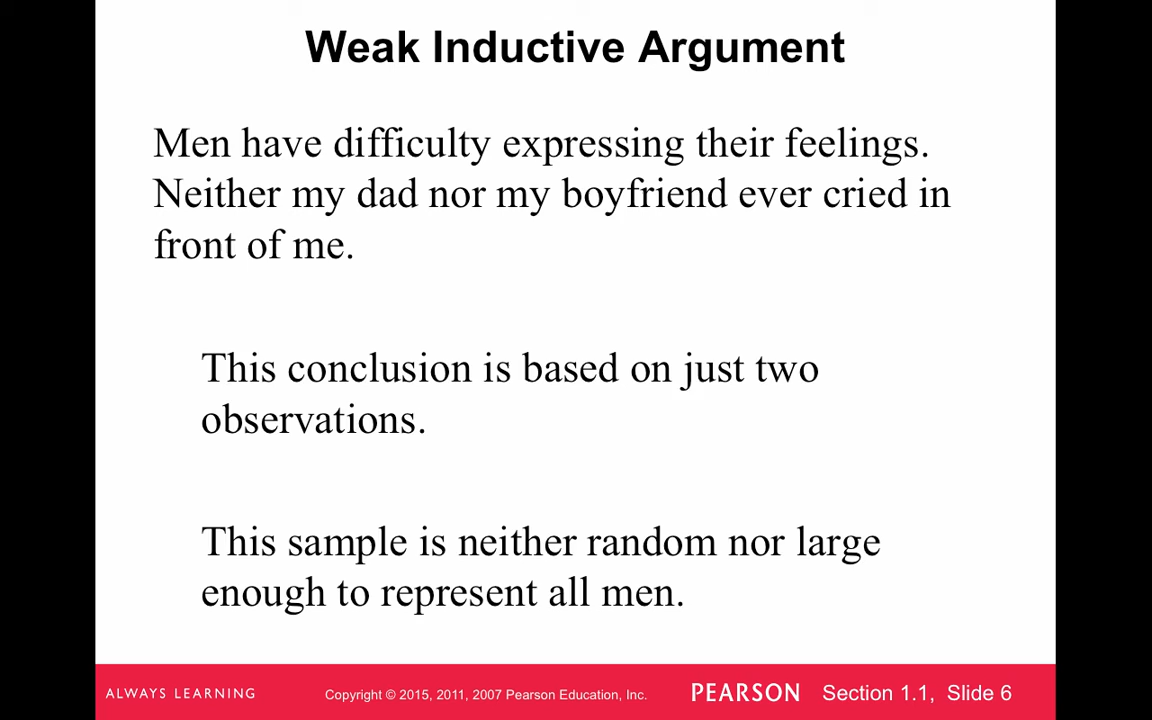 Weak Inductive Argument
Men have difficulty expressing their feelings.
Neither my dad nor my boyfriend ever cried in
front of me.
This conclusion is based on just two
observations.
This sample is neither random nor large
enough to represent all men.
ALWAYS LEARNING Copyright © 2015, 2011, 2007 Pearson Education, Inc. PEARSON Section 1.1, Slide 6